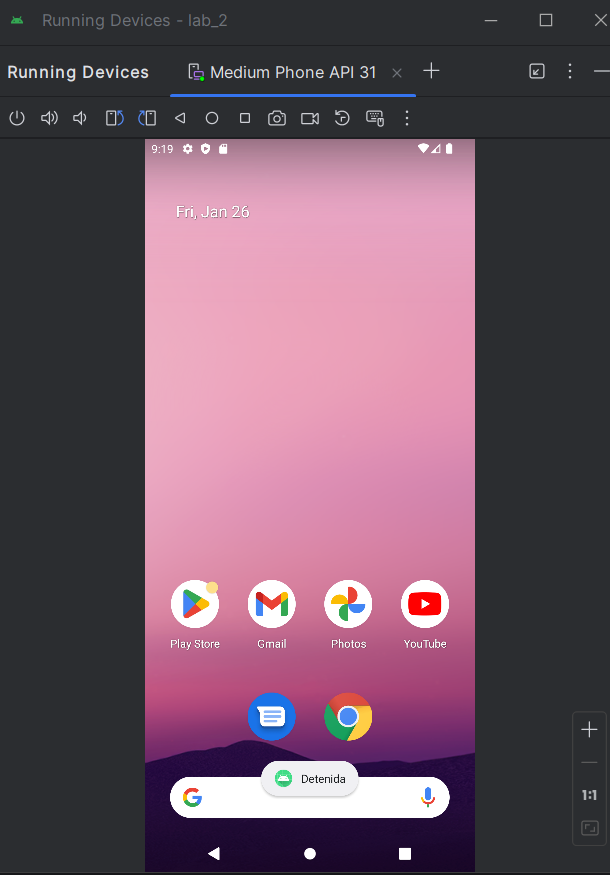 Running Devices - lab_2
Running Devices
Medium Phone API 31
9:19
Fri, Jan 26
Play Store
Gmail
Photos
YouTube
Detenida
1:1